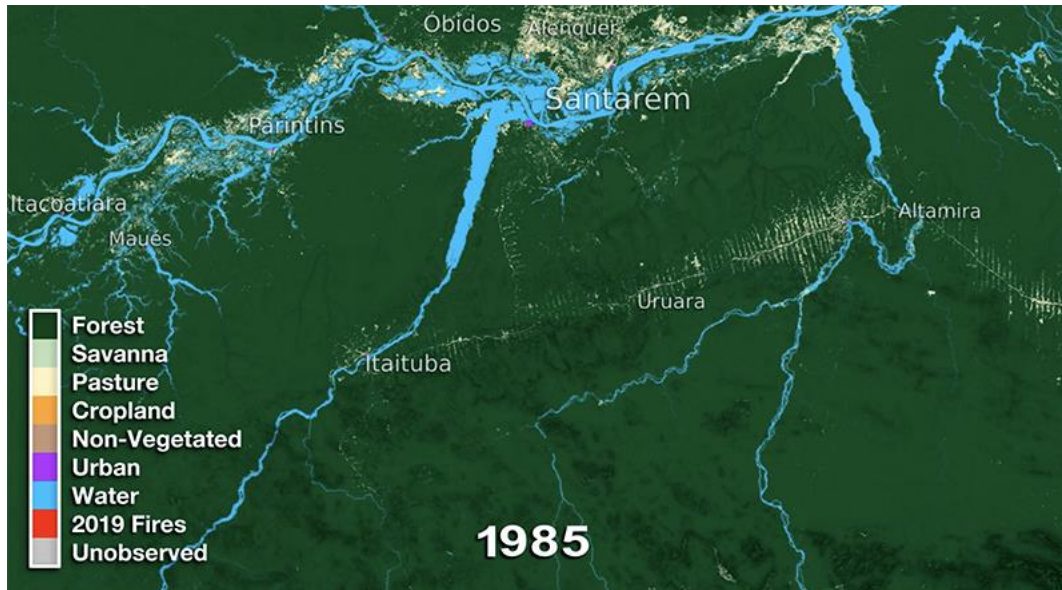 Óbidos
Alenquer
Santarém
Parintins
Itacoatiara
Maués
Altamira
Uruara
Itaituba
Forest
Savanna
Pasture
Cropland
Non-Vegetated
Urban
Water
2019 Fires
Unobserved
1985